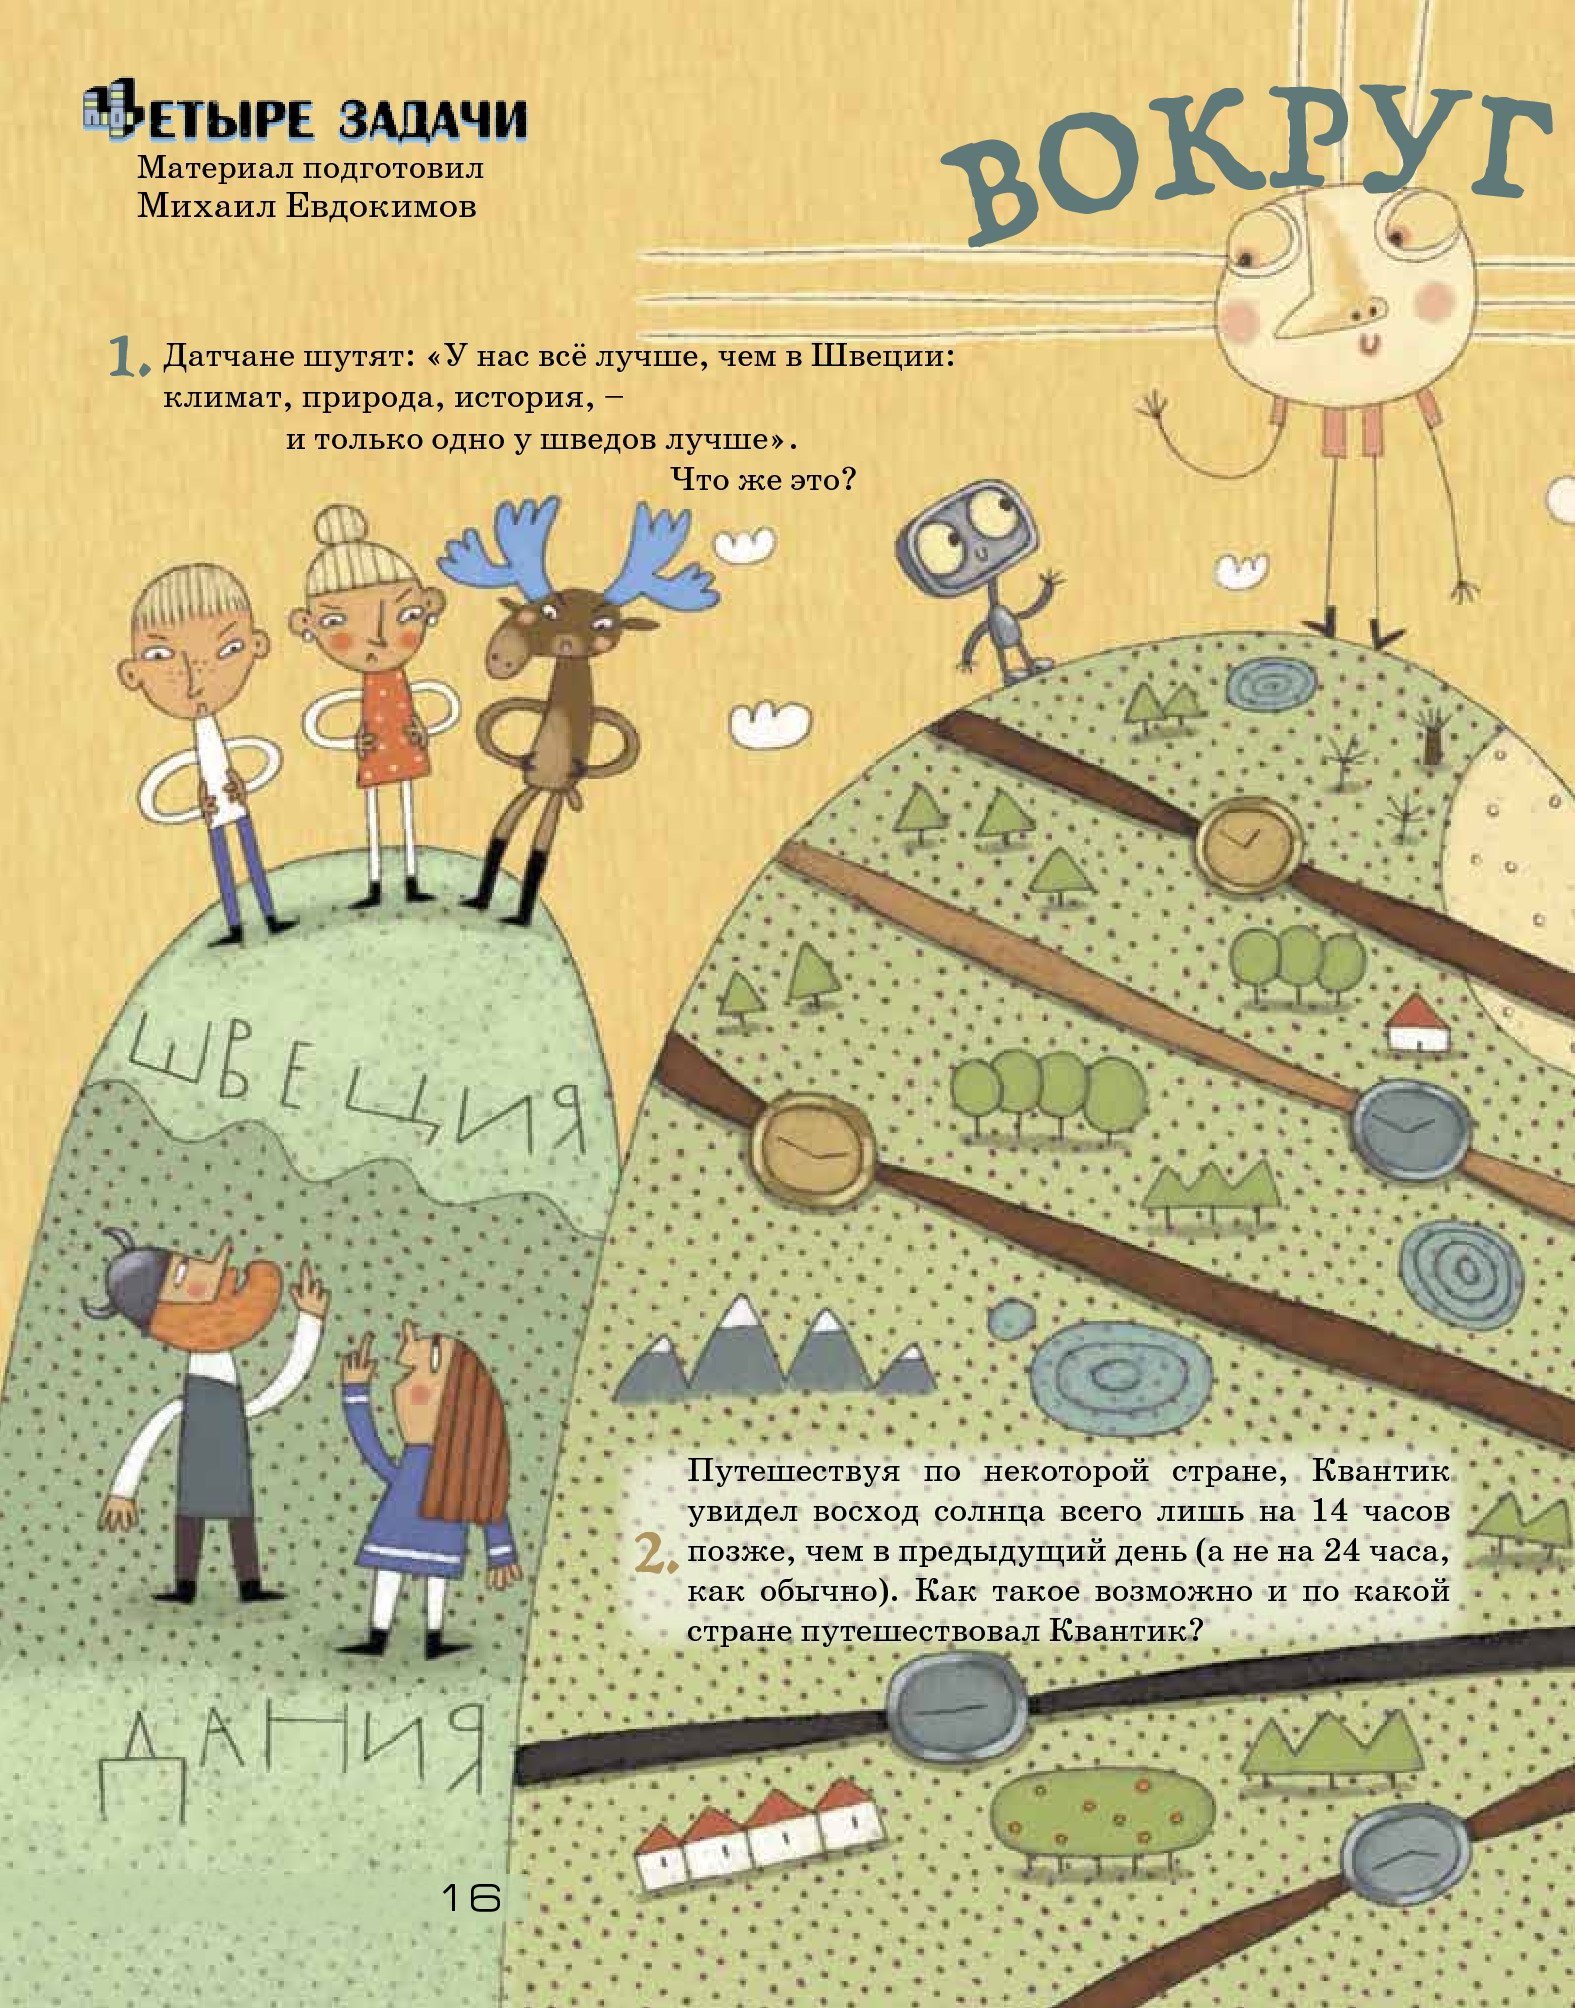 ЧЕТЫРЕ ЗАДАЧИ
Материал подготовил
Михаил Евдокимов
ВОКРУГ
1. Датчане шутят: «У нас всё лучше, чем в Швеции:
климат, природа, история, –
и только одно у шведов лучше».
Что же это?
ШВЕЦИЯ
ДАНИЯ
Путешествуя по некоторой стране, Квантик
увидел восход солнца всего лишь на 14 часов
2. позже, чем в предыдущий день (а не на 24 часа,
как обычно). Как такое возможно и по какой
стране путешествовал Квантик?
16